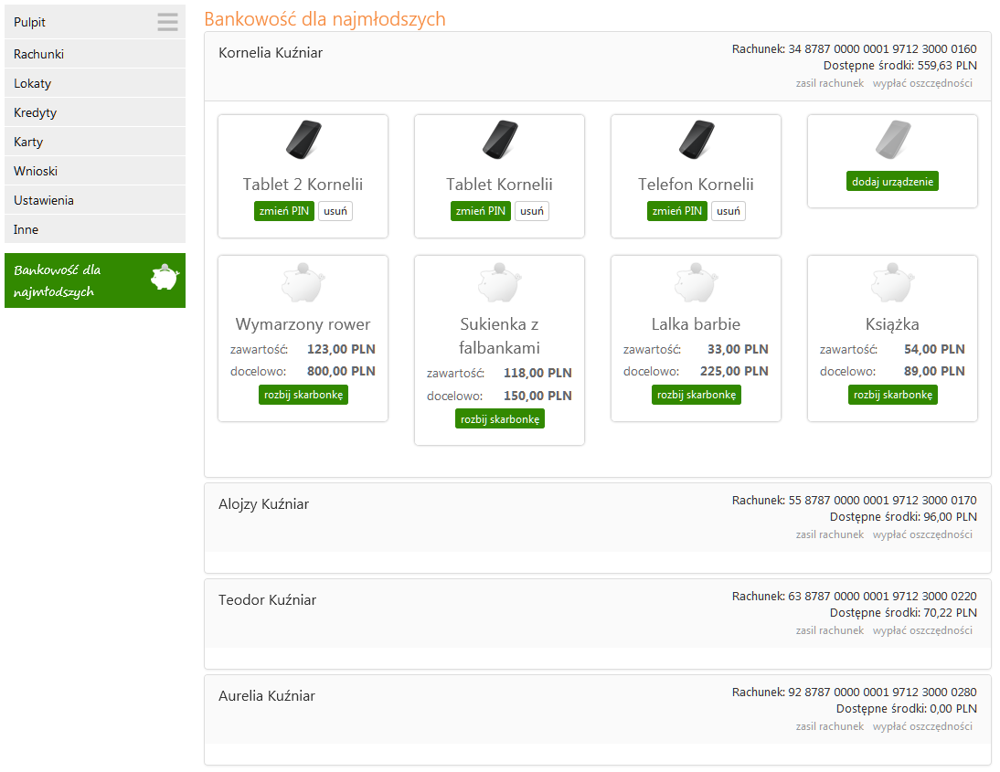 Pulpit
Rachunki
Lokaty
Kredyty
Karty
Wnioski
Ustawienia
Inne
Bankowość dla
najmłodszych
Bankowość dla najmłodszych
Kornelia Kuźniar
Rachunek: 34 8787 0000 0001 9712 3000 0160
Dostępne środki: 559,63 PLN
zasil rachunek wypłać oszczędności
Tablet 2 Kornelii
zmień PIN usuń
Tablet Kornelii
zmień PIN usuń
Telefon Kornelii
zmień PIN usuń
dodaj urządzenie
Wymarzony rower
zawartość: 123,00 PLN
docelowo: 800,00 PLN
rozbij skarbonkę
Sukienka z
falbankami
zawartość: 118,00 PLN
docelowo: 150,00 PLN
rozbij skarbonkę
Lalka barbie
zawartość: 33,00 PLN
docelowo: 225,00 PLN
rozbij skarbonkę
Książka
zawartość: 54,00 PLN
docelowo: 89,00 PLN
rozbij skarbonkę
Alojzy Kuźniar
Rachunek: 55 8787 0000 0001 9712 3000 0170
Dostępne środki: 96,00 PLN
zasil rachunek wypłać oszczędności
Teodor Kuźniar
Rachunek: 63 8787 0000 0001 9712 3000 0220
Dostępne środki: 70,22 PLN
zasil rachunek wypłać oszczędności
Aurelia Kuźniar
Rachunek: 92 8787 0000 0001 9712 3000 0280
Dostępne środki: 0,00 PLN
zasil rachunek wypłać oszczędności